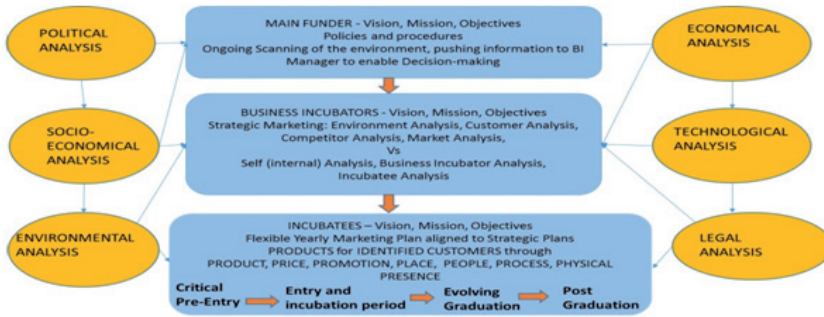 POLITICAL
ANALYSIS
MAIN FUNDER - Vision, Mission, Objectives
Policies and procedures
Ongoing Scanning of the environment, pushing information to BI
Manager to enable Decision-making
ECONOMICAL
ANALYSIS
SOCIO-
ECONOMICAL
ANALYSIS
BUSINESS INCUBATORS - Vision, Mission, Objectives
Strategic Marketing: Environment Analysis, Customer Analysis,
Competitor Analysis, Market Analysis,
Vs
Self (internal) Analysis, Business Incubator Analysis,
Incubatee Analysis
TECHNOLOGICAL
ANALYSIS
ENVIRONMENTAL
ANALYSIS
INCUBATEES – Vision, Mission, Objectives
Flexible Yearly Marketing Plan aligned to Strategic Plans
PRODUCTS for IDENTIFIED CUSTOMERS through
PRODUCT, PRICE, PROMOTION, PLACE, PEOPLE, PROCESS, PHYSICAL
PRESENCE
Critical
Pre-Entry
Entry and
incubation period
Evolving
Graduation
Post
Graduation
LEGAL
ANALYSIS